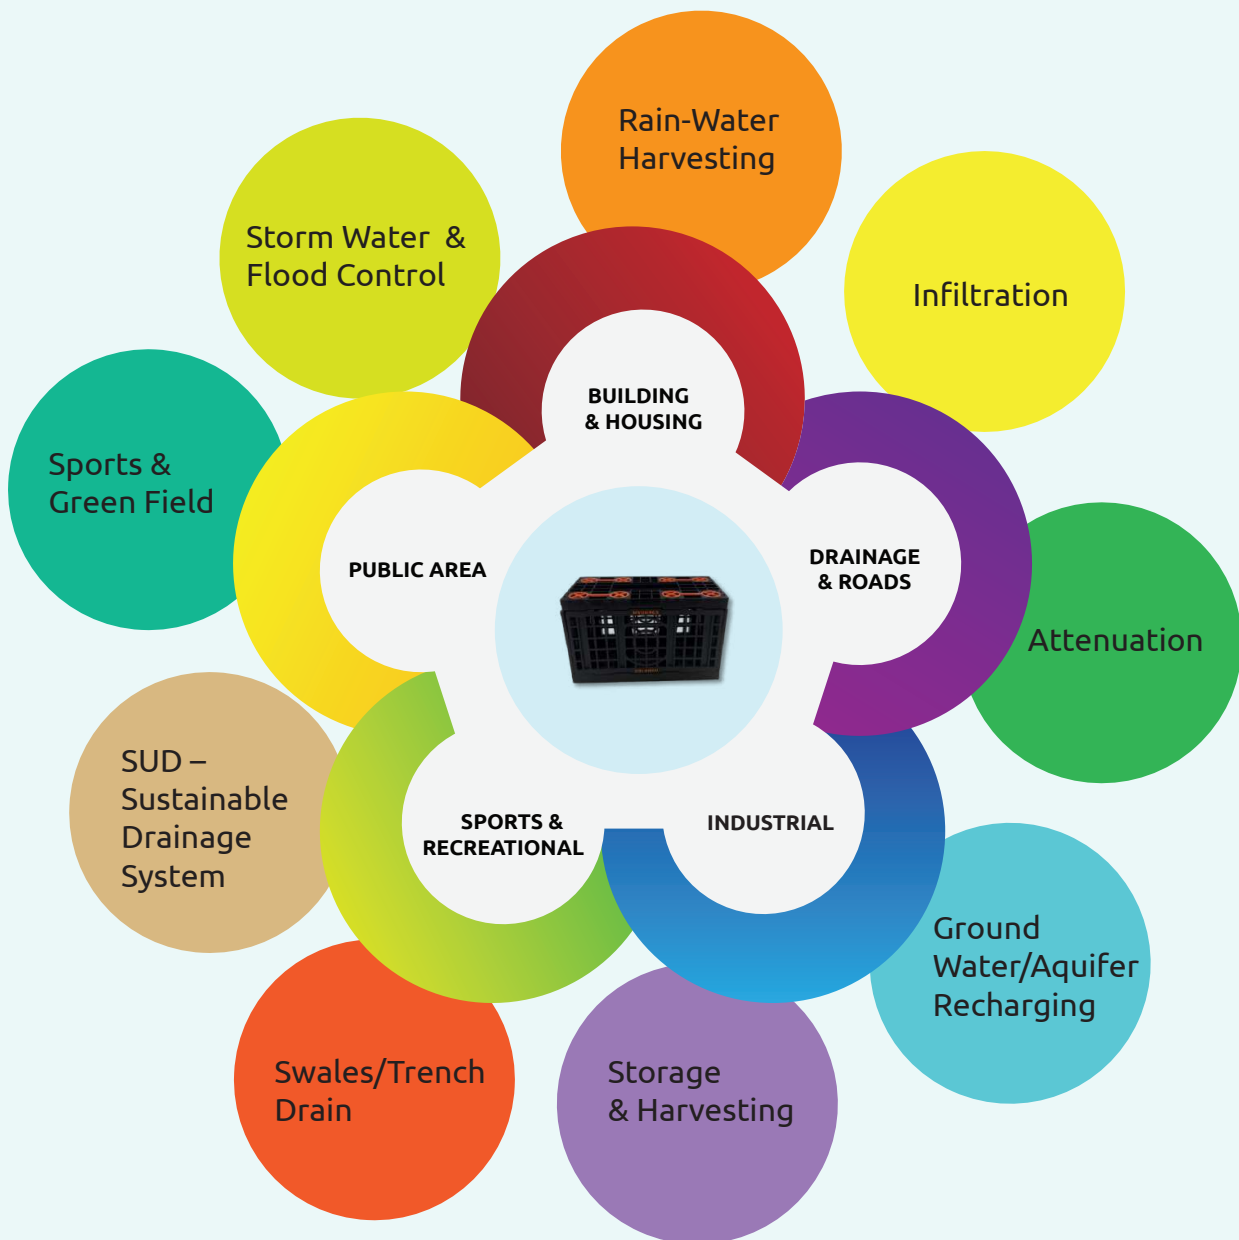 Rain-Water
Harvesting
Storm Water &
Flood Control
Infiltration
BUILDING
& HOUSING
Sports &
Green Field
PUBLIC AREA
DRAINAGE
& ROADS
Attenuation
SUD –
Sustainable
Drainage
System
SPORTS &
RECREATIONAL
INDUSTRIAL
Ground
Water/Aquifer
Recharging
Swales/Trench
Drain
Storage
& Harvesting